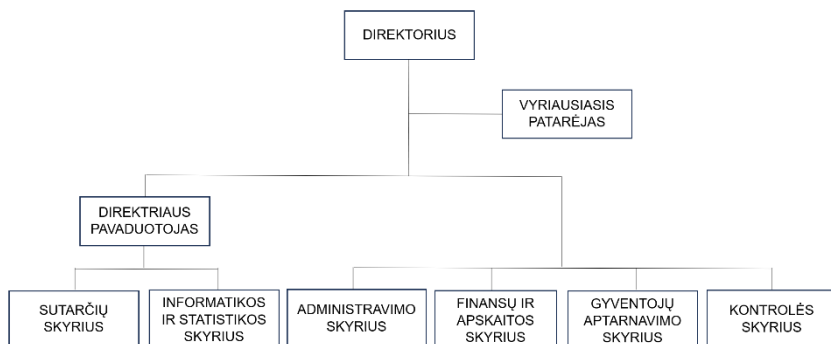 DIREKTORIUS
VYRIAUSIASIS
PATARĖJAS
DIREKTRIAUS
PAVADUOTOJAS
SUTARČIŲ
SKYRIUS
INFORMATIKOS
IR STATISTIKOS
SKYRIUS
ADMINISTRAVIMO
SKYRIUS
FINANSŲ IR
APSKAITOS
SKYRIUS
GYVENTOJŲ
APTARNAVIMO
SKYRIUS
KONTROLĖS
SKYRIUS